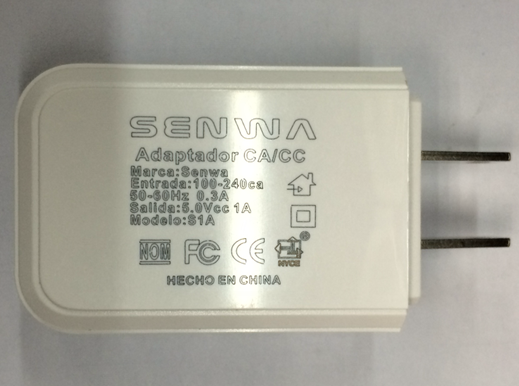 SENWA
Adaptador CA/CC
Marca:Senwa
Entrada:100-240ca
50-60Hz 0.3A
Salida:5.0Vcc 1A
Modelo:S1A
NOM FC CE ®
NYCE
HECHO EN CHINA